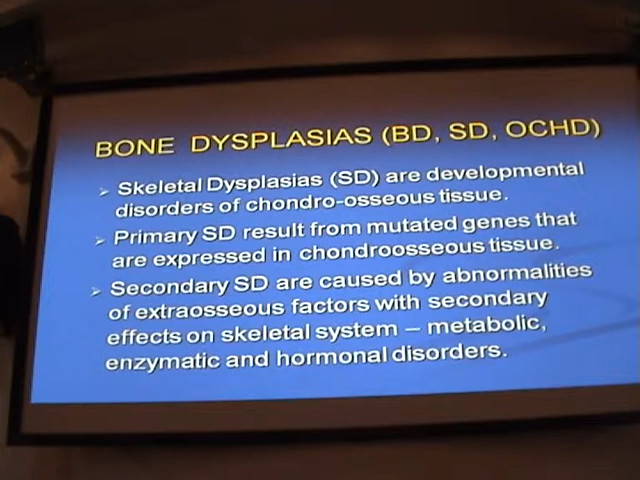 BONE DYSPLASIAS (BD, SD, OCHD)
➢ Skeletal Dysplasias (SD) are developmental
disorders of chondro-osseous tissue.
➢ Primary SD result from mutated genes that
are expressed in chondroosseous tissue.
➢ Secondary SD are caused by abnormalities
of extraosseous factors with secondary
effects on skeletal system – metabolic,
enzymatic and hormonal disorders.